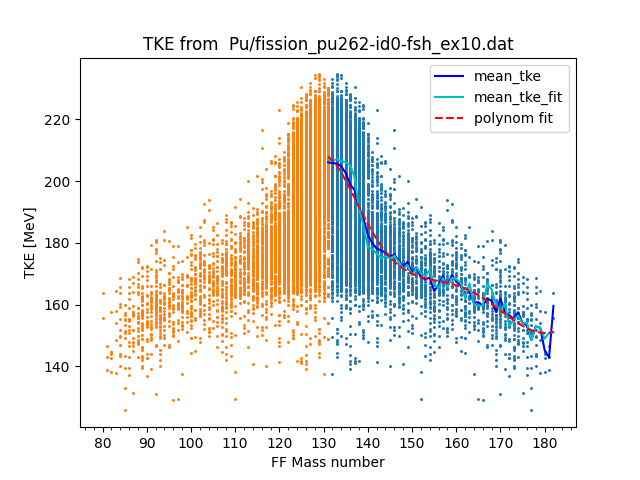 TKE from  Pu/fission_pu262-id0-fsh_ex10.dat
mean_tke
mean_tke_fit
polynom fit
TKE [MeV]
220
200
180
160
140
80 90 100 110 120 130 140 150 160 170 180
FF Mass number